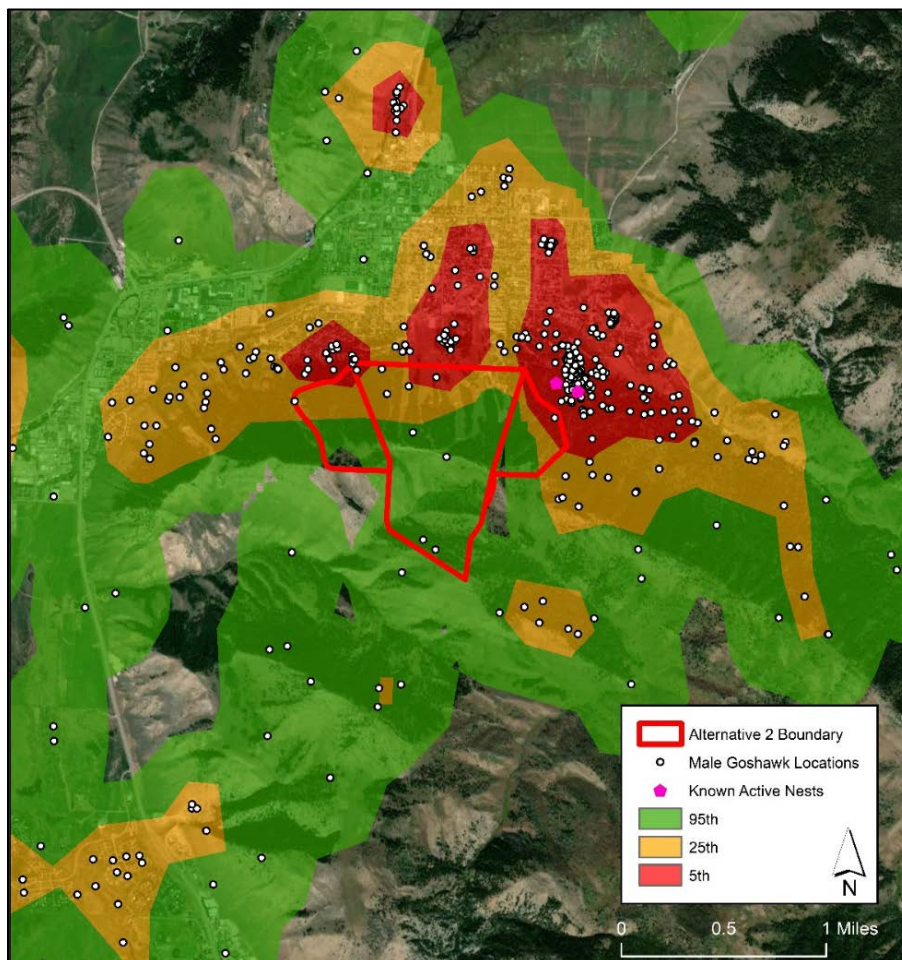 Alternative 2 Boundary
Male Goshawk Locations
Known Active Nests
95th
25th
5th
N
0 0.5 1 Miles